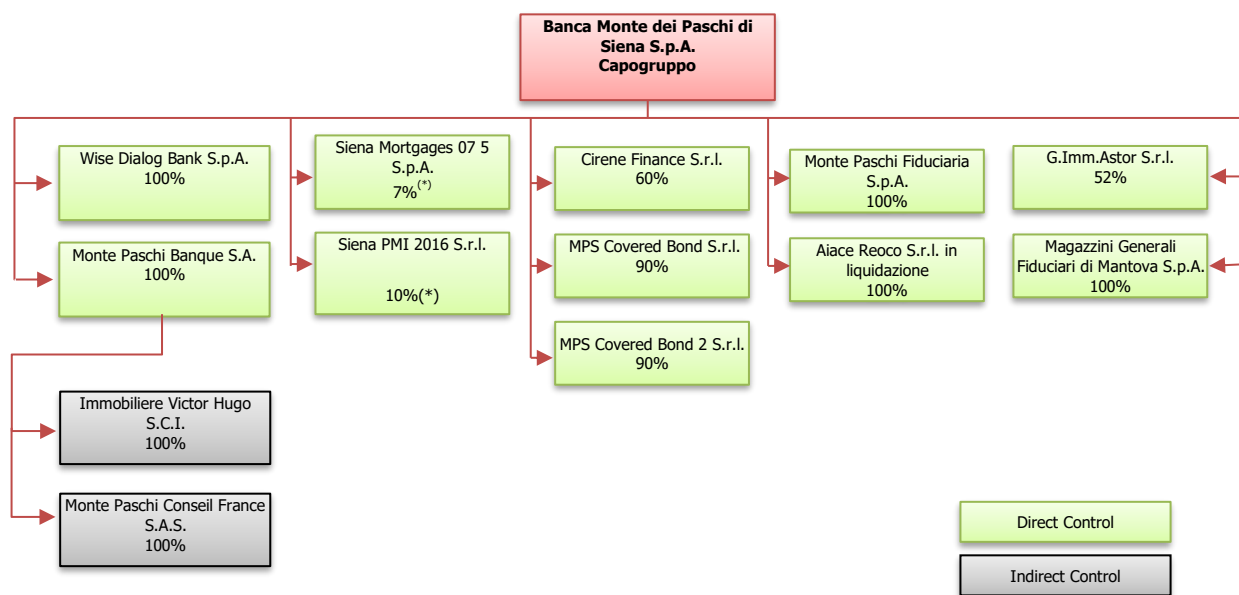 Banca Monte dei Paschi di
Siena S.p.A.
Capogruppo
Wise Dialog Bank S.p.A.
100%
Monte Paschi Banque S.A.
100%
Immobiliere Victor Hugo
S.C.I.
100%
Monte Paschi Conseil France
S.A.S.
100%
Siena Mortgages 07 5
S.p.A.
7%(*)
Siena PMI 2016 S.r.l.
10%(*)
Cirene Finance S.r.l.
60%
MPS Covered Bond S.r.l.
90%
MPS Covered Bond 2 S.r.l.
90%
Monte Paschi Fiduciaria
S.p.A.
100%
Aiace Reoco S.r.l. in
liquidazione
100%
G.Imm.Astor S.r.l.
52%
Magazzini Generali
Fiduciari di Mantova S.p.A.
100%
Direct Control
Indirect Control